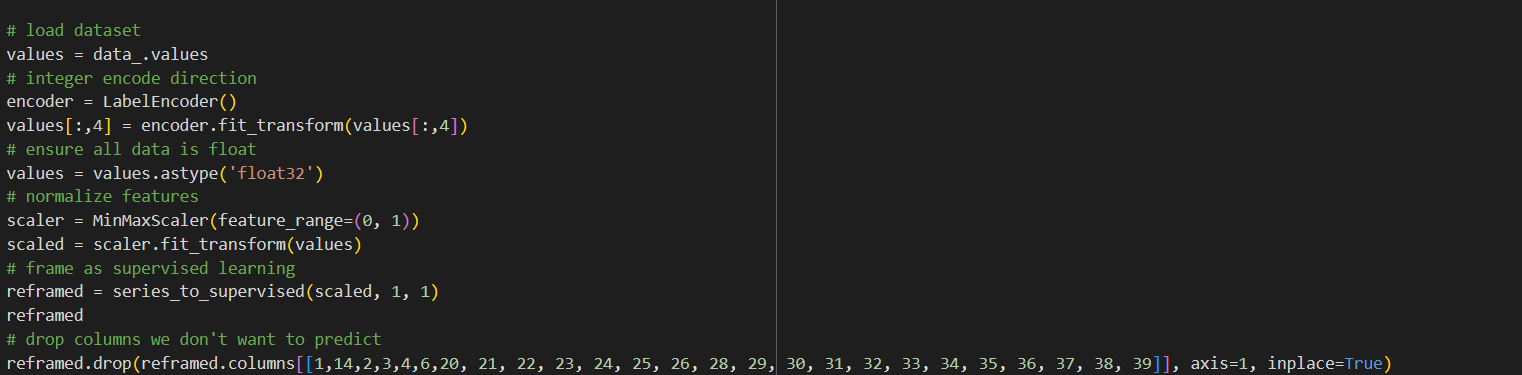 # load dataset
values = data_.values
# integer encode direction
encoder = LabelEncoder()
values[:,4] = encoder.fit_transform(values[:,4])
# ensure all data is float
values = values.astype('float32')
# normalize features
scaler = MinMaxScaler(feature_range=(0, 1))
scaled = scaler.fit_transform(values)
# frame as supervised learning
reframed = series_to_supervised(scaled, 1, 1)
reframed
# drop columns we don't want to predict
reframed.drop(reframed.columns[[1,14,2,3,4,6,20, 21, 22, 23, 24, 25, 26, 28, 29, 30, 31, 32, 33, 34, 35, 36, 37, 38, 39]], axis=1, inplace=True)